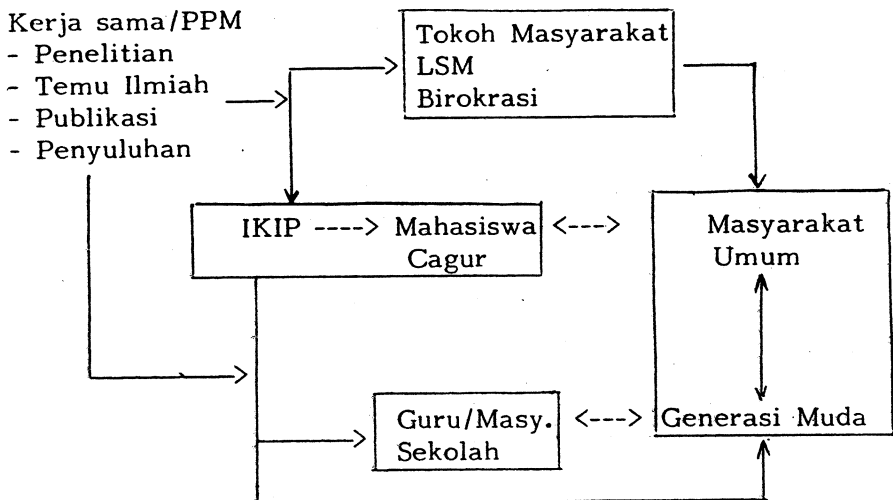 Kerja sama/PPM
- Penelitian
- Temu Ilmiah
- Publikasi
- Penyuluhan
Tokoh Masyarakat
LSM
Birokrasi
IKIP ----> Mahasiswa <--->
Cagur
Masyarakat
Umum
Guru/Masy. <--->
Sekolah
Generasi Muda